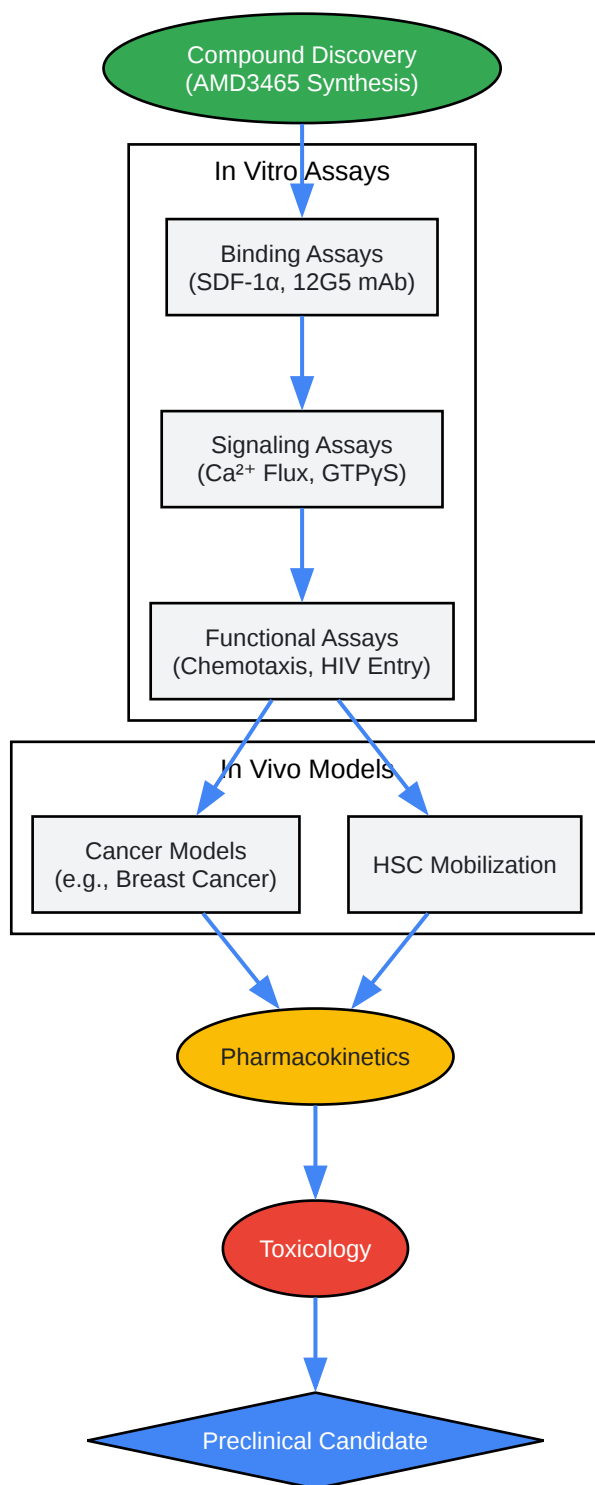 Compound Discovery
(AMD3465 Synthesis)
In Vitro Assays
Binding Assays
(SDF-1α, 12G5 mAb)
Signaling Assays
(Ca²⁺ Flux, GTPγS)
Functional Assays
(Chemotaxis, HIV Entry)
In Vivo Models
Cancer Models
(e.g., Breast Cancer)
HSC Mobilization
Pharmacokinetics
Toxicology
Preclinical Candidate